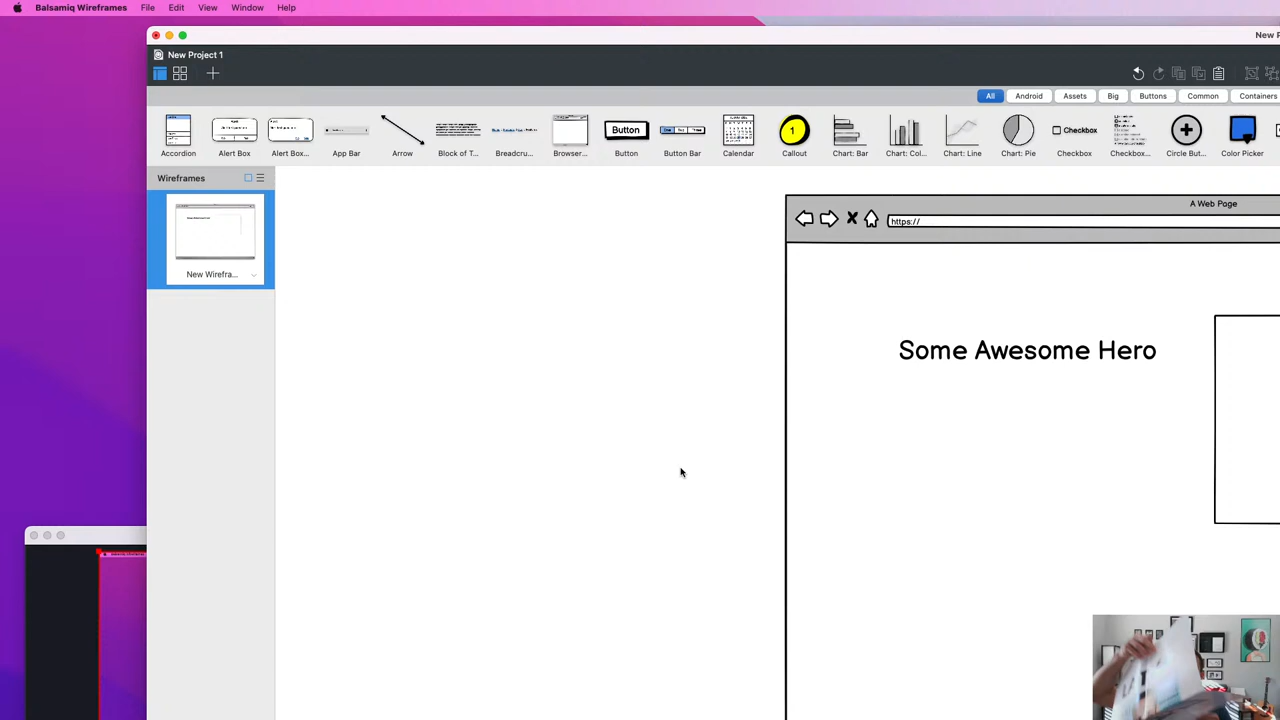 Balsamiq Wireframes File Edit View Window Help
New P
New Project 1
All Android Assets Big Buttons Common Containers
Button
1
Checkbox
Accordion Alert Box Alert Box... App Bar Arrow Block of T... Breadcru... Browser... Button Button Bar Calendar Callout Chart: Bar Chart: Col... Chart: Line Chart: Pie Checkbox Checkbox... Circle But... Color Picker
Wireframes
New Wirefra...
A Web Page
https://
Some Awesome Hero